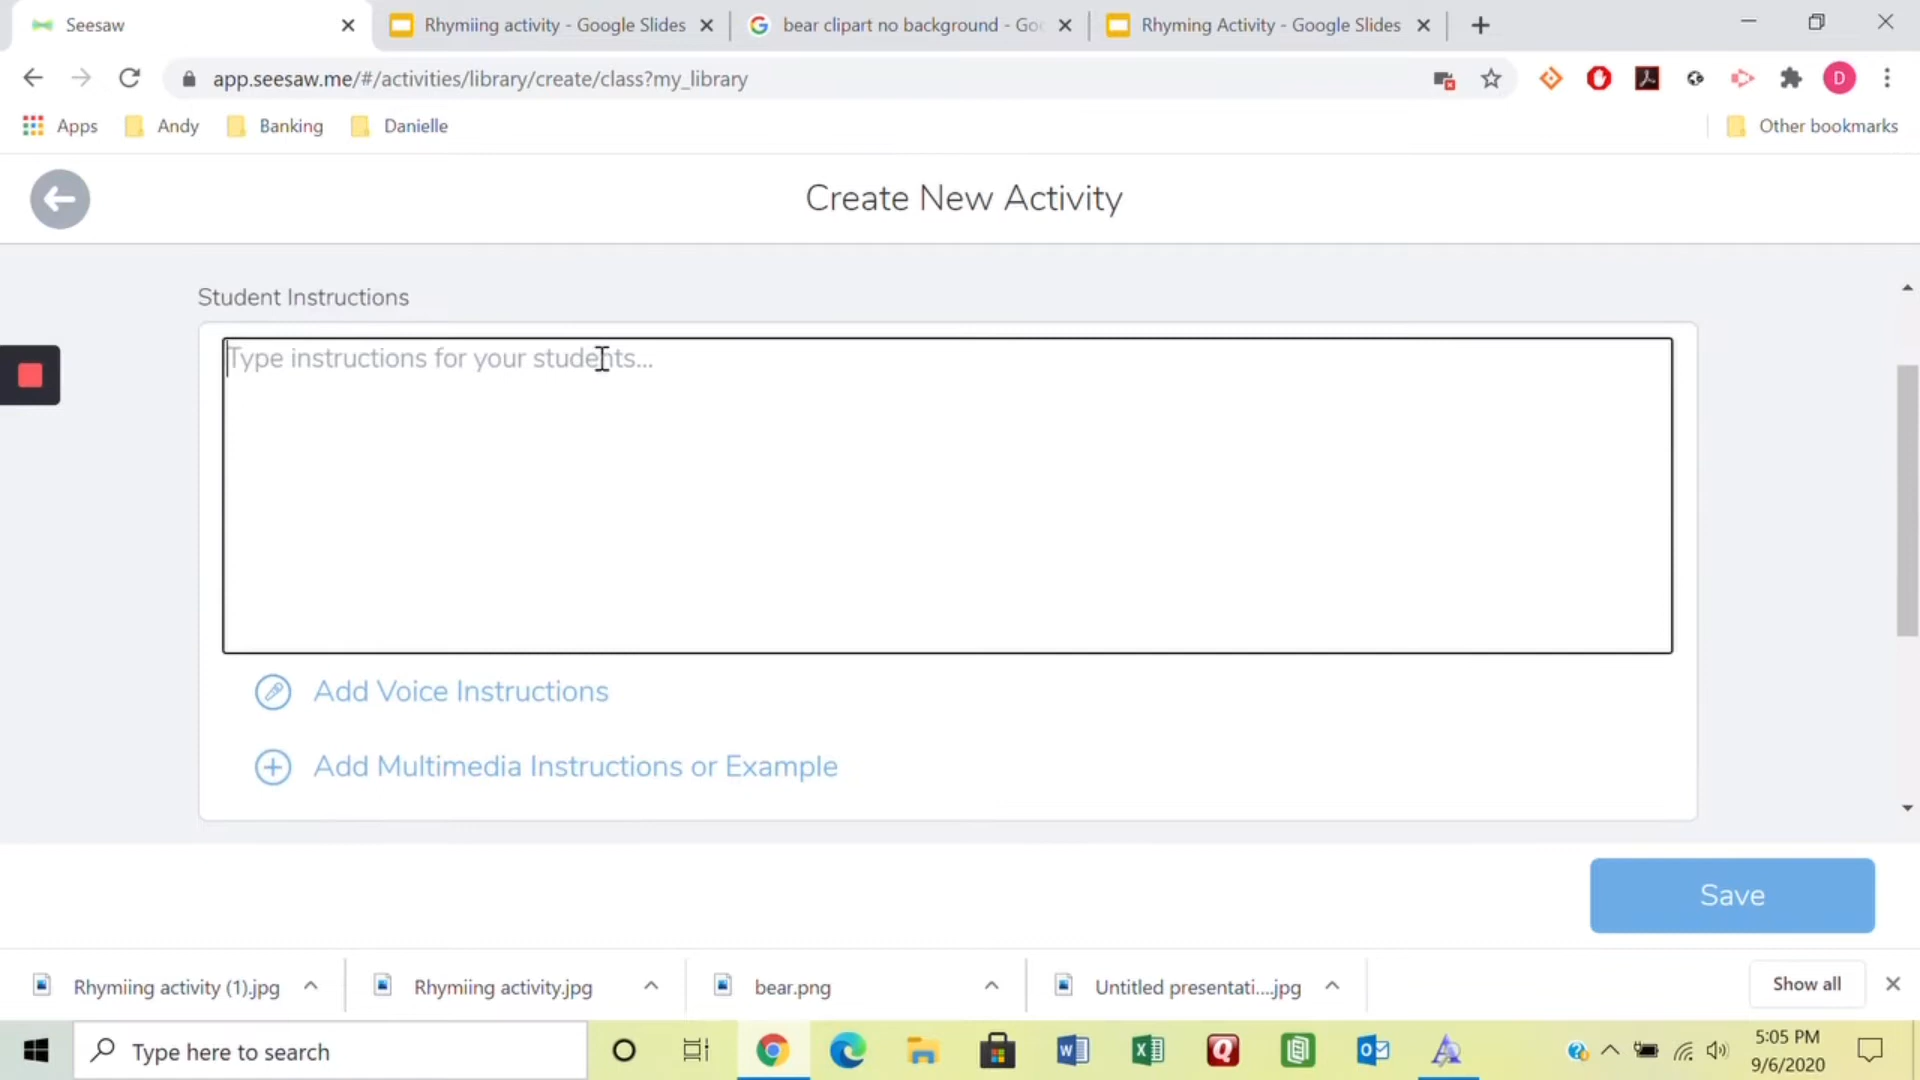 Seesaw
Rhymiing activity - Google Slides
bear clipart no background - Goo
Rhyming Activity - Google Slides
app.seesaw.me/#/activities/library/create/class?my_library
D
Apps
Andy
Banking
Danielle
Other bookmarks
Create New Activity
Student Instructions
Type instructions for your students...
Add Voice Instructions
Add Multimedia Instructions or Example
Save
Rhymiing activity (1).jpg
Rhymiing activity.jpg
bear.png
Untitled presentati....jpg
Show all
Type here to search
5:05 PM
9/6/2020